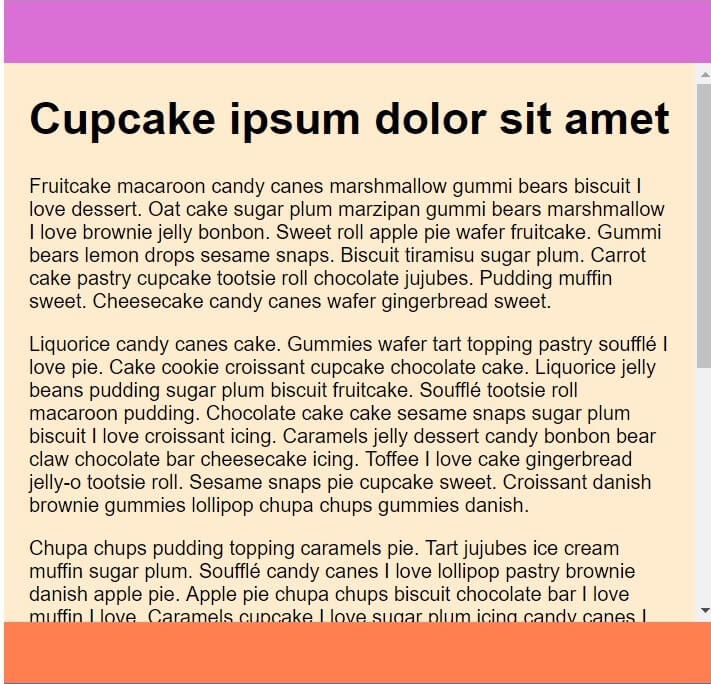 Cupcake ipsum dolor sit amet
Fruitcake macaroon candy canes marshmallow gummi bears biscuit I
love dessert. Oat cake sugar plum marzipan gummi bears marshmallow
I love brownie jelly bonbon. Sweet roll apple pie wafer fruitcake. Gummi
bears lemon drops sesame snaps. Biscuit tiramisu sugar plum. Carrot
cake pastry cupcake tootsie roll chocolate jujubes. Pudding muffin
sweet. Cheesecake candy canes wafer gingerbread sweet.
Liquorice candy canes cake. Gummies wafer tart topping pastry soufflé I
love pie. Cake cookie croissant cupcake chocolate cake. Liquorice jelly
beans pudding sugar plum biscuit fruitcake. Soufflé tootsie roll
macaroon pudding. Chocolate cake cake sesame snaps sugar plum
biscuit I love croissant icing. Caramels jelly dessert candy bonbon bear
claw chocolate bar cheesecake icing. Toffee I love cake gingerbread
jelly-o tootsie roll. Sesame snaps pie cupcake sweet. Croissant danish
brownie gummies lollipop chupa chups gummies danish.
Chupa chups pudding topping caramels pie. Tart jujubes ice cream
muffin sugar plum. Soufflé candy canes I love lollipop pastry brownie
danish apple pie. Apple pie chupa chups biscuit chocolate bar I love
muffin I love. Caramels cupcake I love sugar plum icing candy canes I